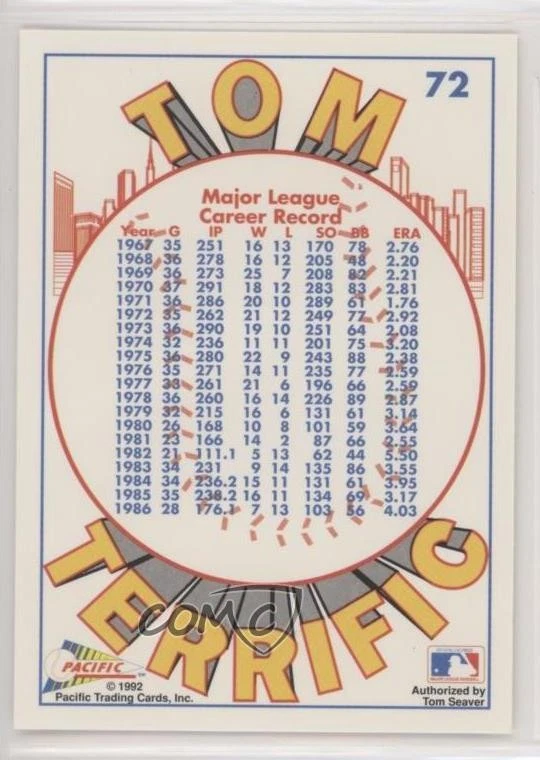 72
TOM
Major League
Career Record
Year G IP W L SO BB ERA
1967 35 251 16 13 170 78 2.76
1968 36 278 16 12 205 48 2.20
1969 36 273 25 7 208 82 2.21
1970 37 291 18 12 283 83 2.81
1971 36 286 20 10 289 61 1.76
1972 35 262 21 12 249 77 2.92
1973 36 290 19 10 251 64 2.08
1974 32 236 11 11 201 75 3.20
1975 36 280 22 9 243 88 2.38
1976 35 271 14 11 235 77 2.59
1977 33 261 21 6 196 66 2.59
1978 36 260 16 14 226 89 2.87
1979 32 215 16 6 131 61 3.14
1980 26 168 10 8 101 59 3.64
1981 23 166 14 2 87 66 2.55
1982 21 111.1 5 13 62 44 5.50
1983 34 231 9 14 135 86 3.55
1984 34 236.2 15 11 131 61 3.95
1985 35 238.2 16 11 134 69 3.17
1986 28 176.1 7 13 103 56 4.03
TERRIFIC
COMC
PACIFIC TM
© 1992
Pacific Trading Cards, Inc.
Authorized by
Tom Seaver